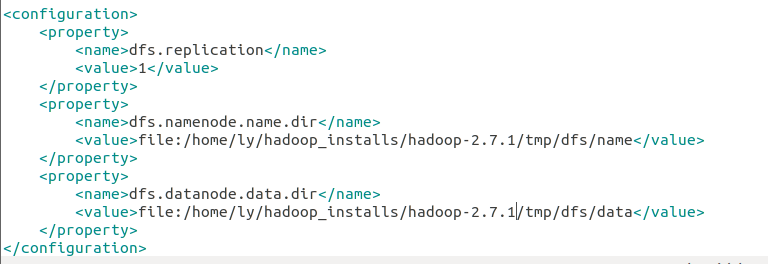 <configuration>
    <property>
        <name>dfs.replication</name>
        <value>1</value>
    </property>
    <property>
        <name>dfs.namenode.name.dir</name>
        <value>file:/home/ly/hadoop_installs/hadoop-2.7.1/tmp/dfs/name</value>
    </property>
    <property>
        <name>dfs.datanode.data.dir</name>
        <value>file:/home/ly/hadoop_installs/hadoop-2.7.1/tmp/dfs/data</value>
    </property>
</configuration>